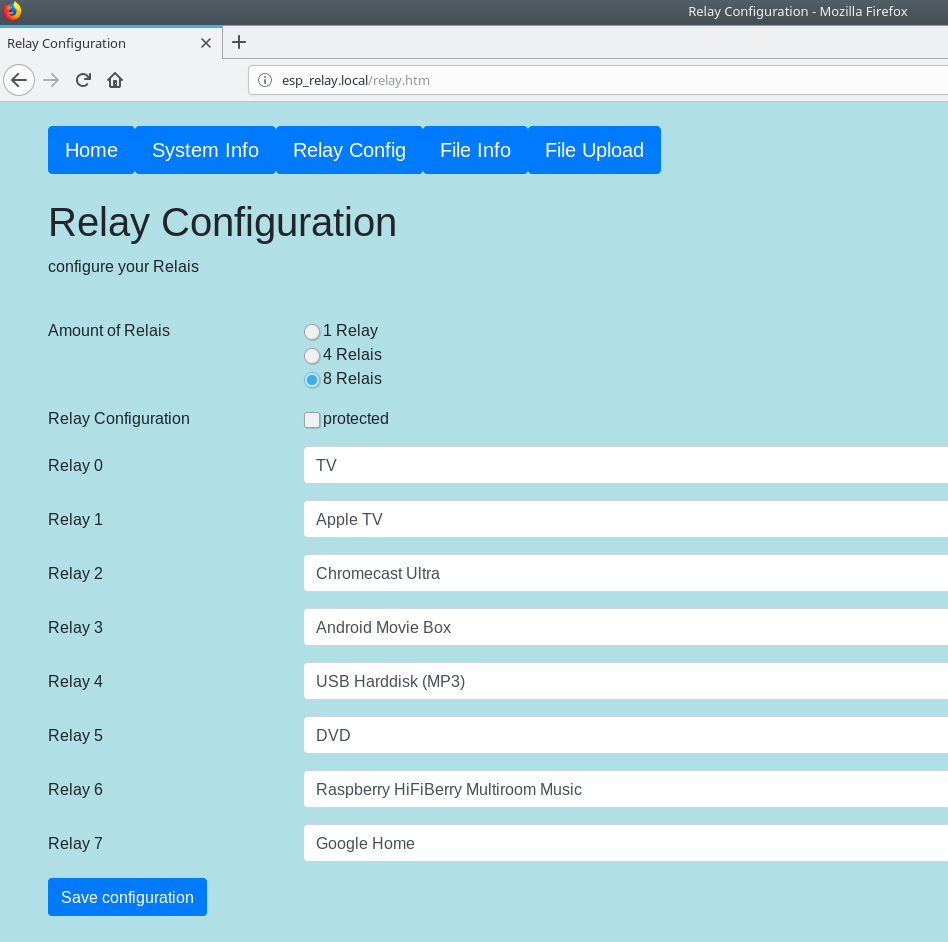 Relay Configuration - Mozilla Firefox
Relay Configuration
esp_relay.local/relay.htm
Home System Info Relay Config File Info File Upload
Relay Configuration
configure your Relais
Amount of Relais 1 Relay
4 Relais
8 Relais
Relay Configuration protected
Relay 0 TV
Relay 1 Apple TV
Relay 2 Chromecast Ultra
Relay 3 Android Movie Box
Relay 4 USB Harddisk (MP3)
Relay 5 DVD
Relay 6 Raspberry HiFiBerry Multiroom Music
Relay 7 Google Home
Save configuration